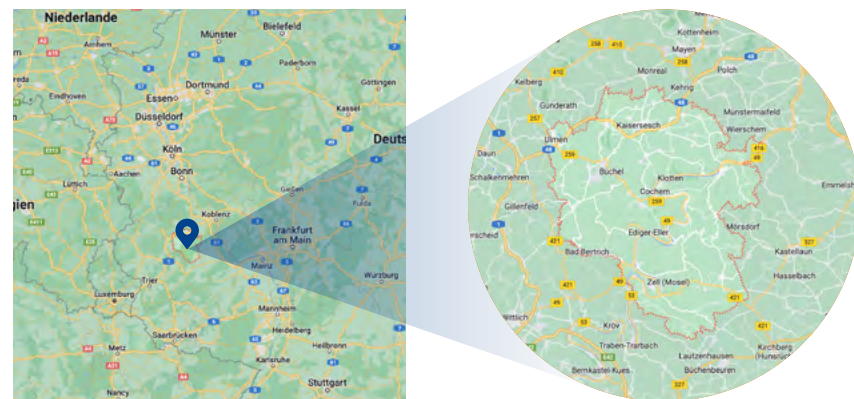 Niederlande
Bielefeld
Münster
Arnhem
Paderborn
Göttingen
Dortmund
Essen
Eindhoven
Düsseldorf
Kassel
Deuts
Köln
Aachen
Bonn
Lüttich
Gießen
gien
Koblenz
Fulda
Frankfurt
am Main
Mainz
Trier
Würzburg
Luxemburg
Mannheim
Saarbrücken
Heidelberg
Metz
Heilbronn
Karlsruhe
Stuttgart
Nancy
Kottenheim
Mayen
Monreal
Polch
Kelberg
Kehrig
Gunderath
Münstermaifeld
Kaisersesch
Wierschem
Ulmen
Daun
Büchel
Klotten
Schalkenmehren
Cochem
Emmelsh
Gillenfeld
Mörsdorf
erscheid
Ediger-Eller
Bad Bertrich
Kastellaun
Hasselbach
Zell (Mosel)
Wittlich
Kröv
Traben-Trarbach
Kirchberg
(Hunsrück
Lautzenhausen
Bernkastel-Kues
Büchenbeuren